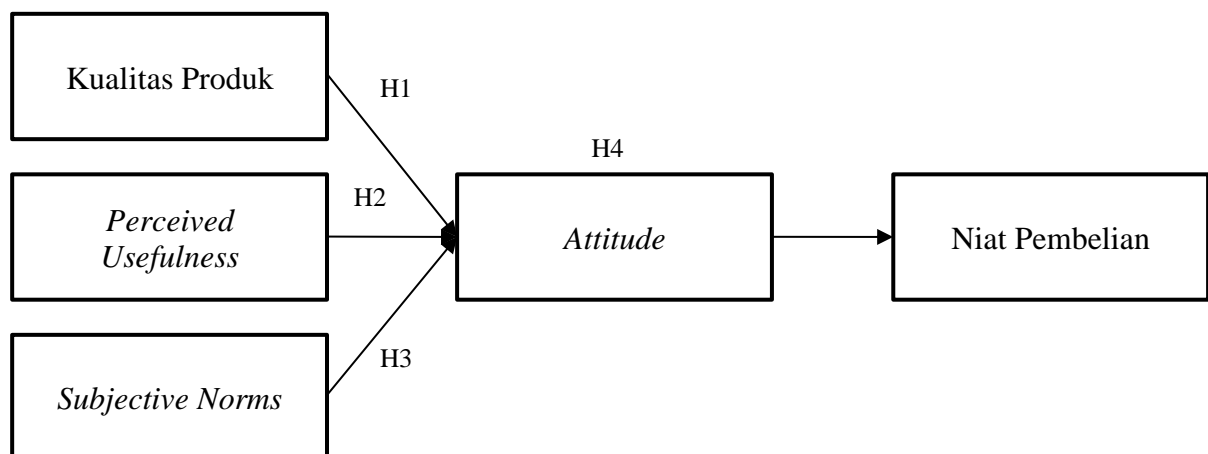 Kualitas Produk
H1
H4
H2
Perceived
Usefulness
Attitude
Niat Pembelian
H3
Subjective Norms